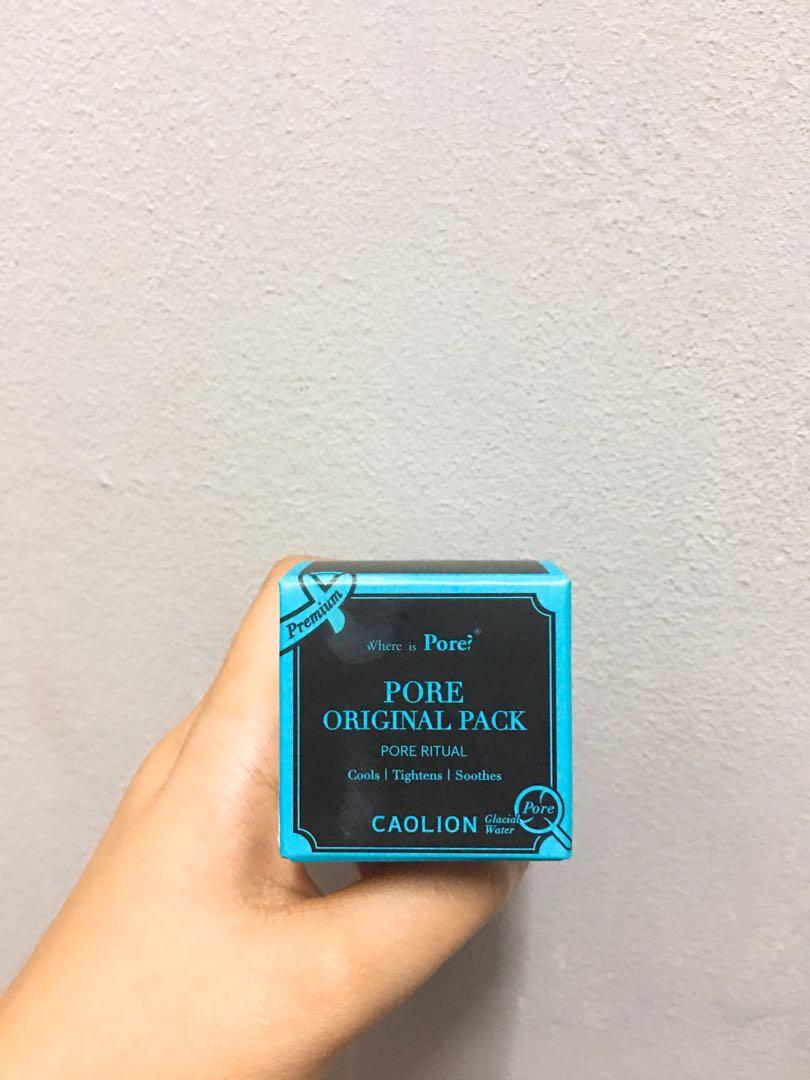 Premium
Where is Pore?®
PORE
ORIGINAL PACK
PORE RITUAL
Cools | Tightens | Soothes
CAOLION
Glacial
Water
Pore